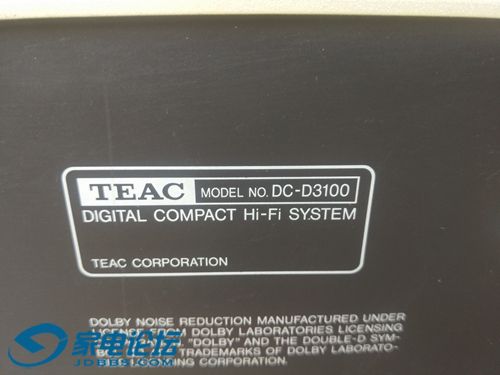 TEAC MODEL NO. DC-D3100
DIGITAL COMPACT Hi-Fi SYSTEM
TEAC CORPORATION
DOLBY NOISE REDUCTION MANUFACTURED UNDER
LICENCE FROM DOLBY LABORATORIES LICENSING
"DOLBY" AND THE DOUBLE-D SYM-
TRADEMARKS OF DOLBY LABORATO-
CORPORATION.
家电论坛
JDBBS.COM